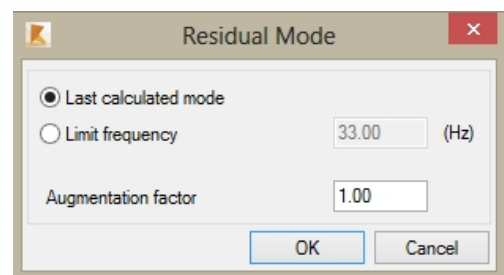 Residual Mode
Last calculated mode
Limit frequency 33.00 (Hz)
Augmentation factor 1.00
OK Cancel